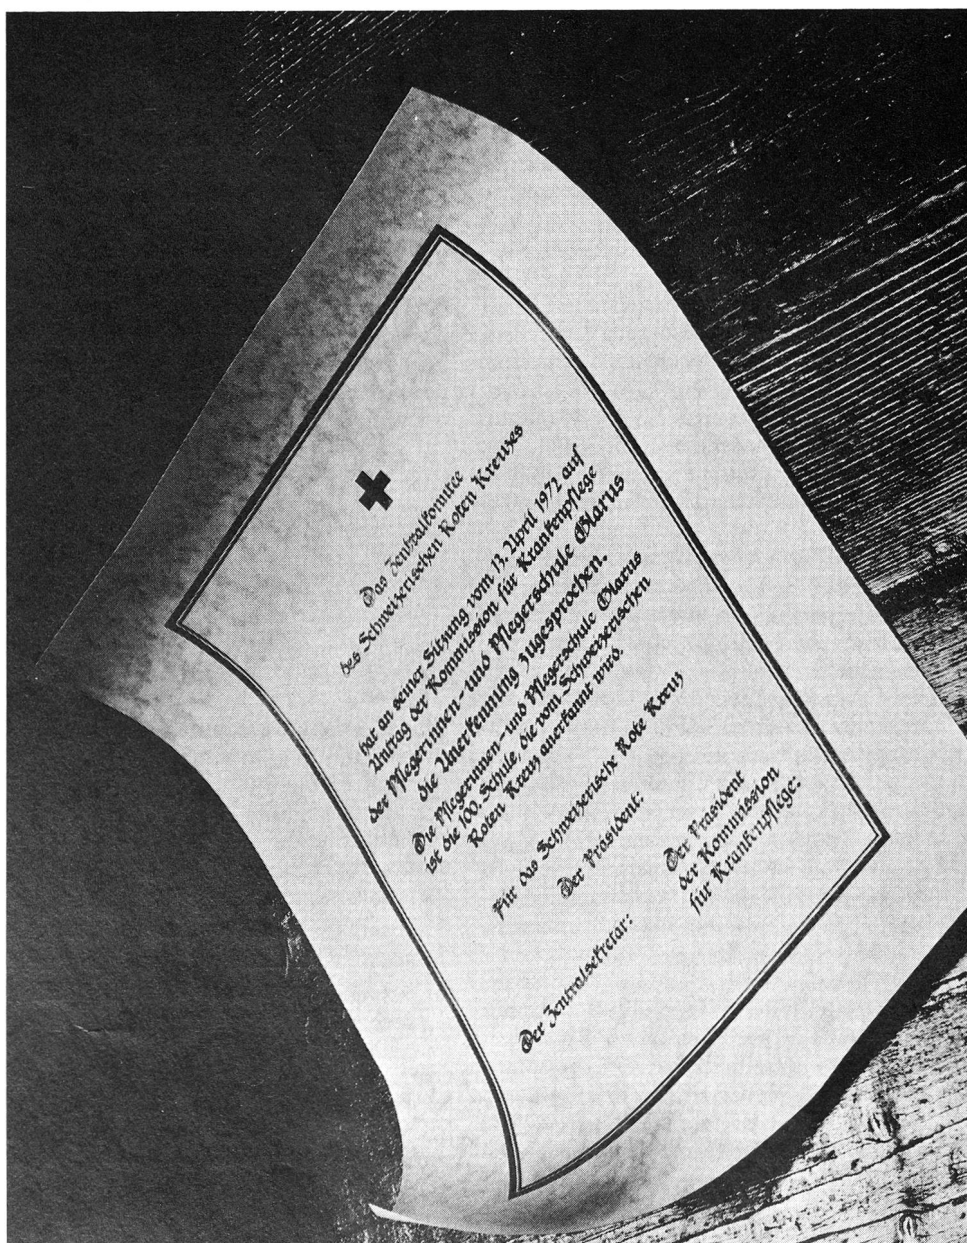 Das Zentralkomitee
des Schweizerischen Roten Kreuzes
hat an seiner Sitzung vom 13. April 1972 auf
Antrag der Kommission für Krankenpflege
der Pflegerinnen- und Pflegerschule Glarus
die Anerkennung zugesprochen.
Die Pflegerinnen- und Pflegerschule Glarus
ist die 100. Schule, die vom Schweizerischen
Roten Kreuz anerkannt wird.
Für das Schweizerische Rote Kreuz
Der Präsident:
Der Zentralsekretär:
Der Präsident
der Kommission
für Krankenpflege: